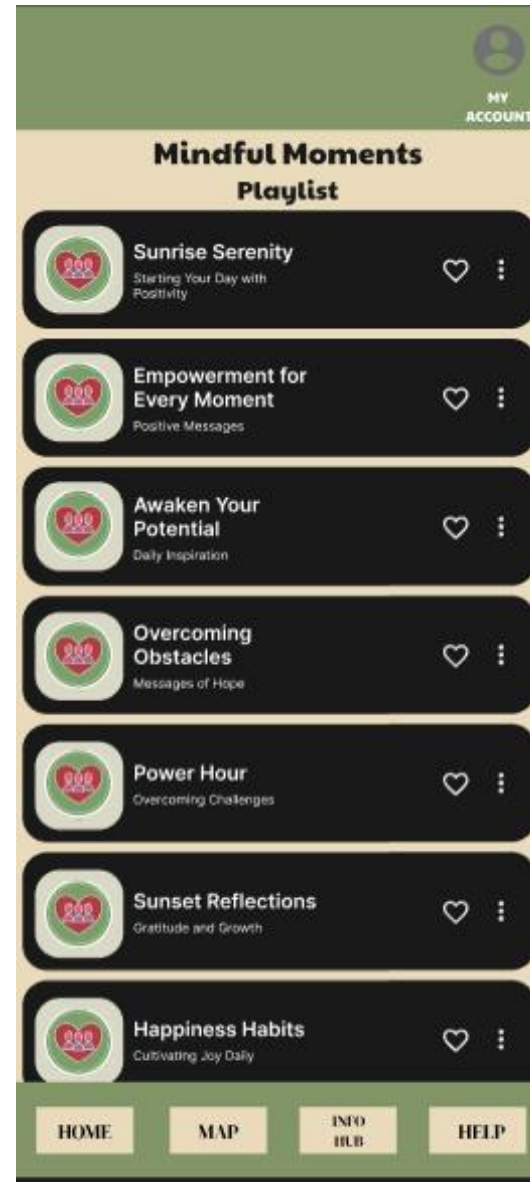 MY
ACCOUNT
Mindful Moments
Playlist
Sunrise Serenity
Starting Your Day with
Positivity
Empowerment for
Every Moment
Positive Messages
Awaken Your
Potential
Daily Inspiration
Overcoming
Obstacles
Messages of Hope
Power Hour
Overcoming Challenges
Sunset Reflections
Gratitude and Growth
Happiness Habits
Cultivating Joy Daily
HOME
MAP
INFO
HUB
HELP